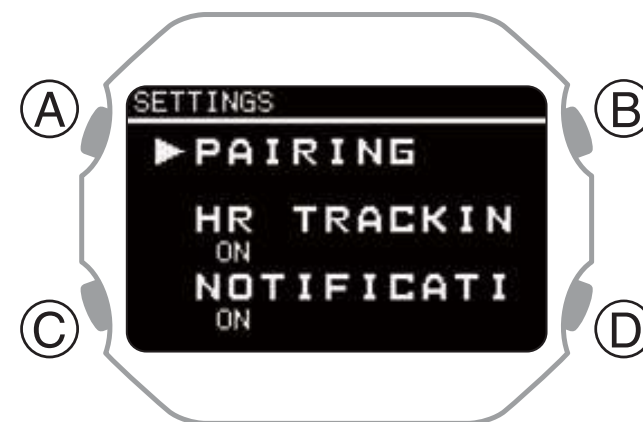 A
B
SETTINGS
▶PAIRING
HR TRACKIN
ON
NOTIFICATI
ON
C
D